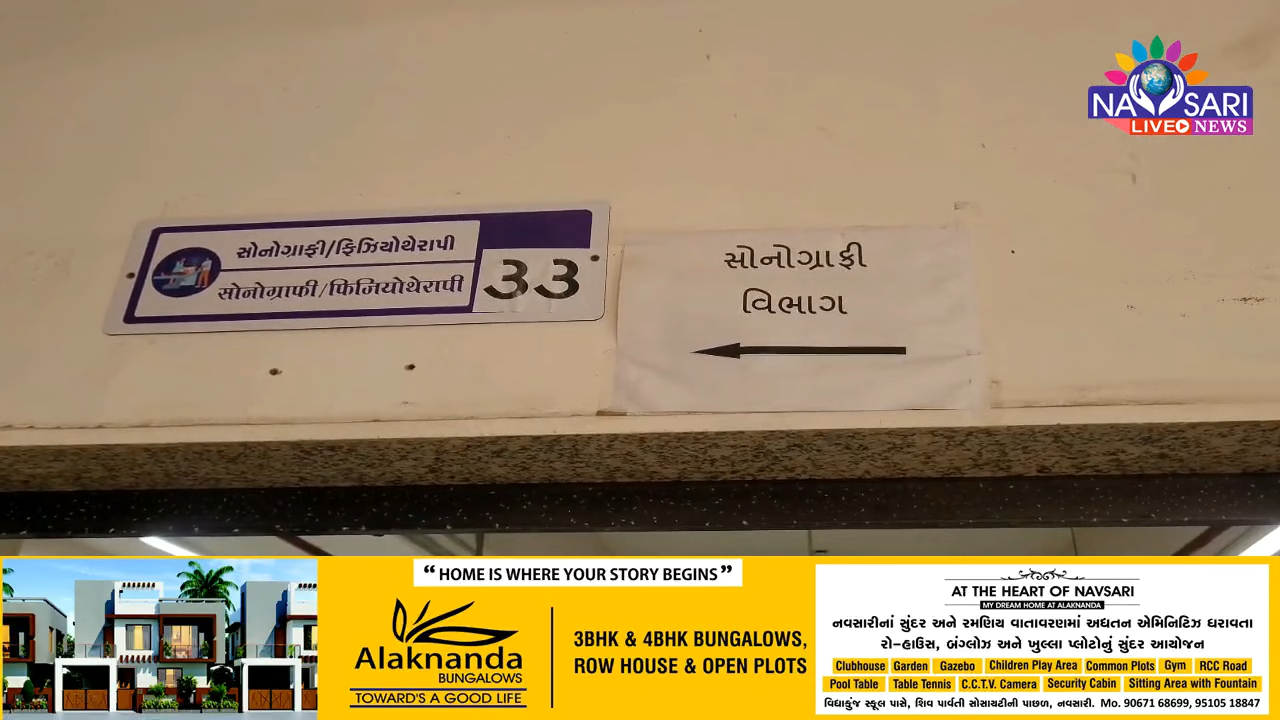 NAVSARI
LIVE NEWS
સોનોગ્રાફી/ફિઝિયોથેરાપી
सोनोग्राफी/फिजियोथेरापी
૩૩
સોનોગ્રાફી
વિભાગ
“HOME IS WHERE YOUR STORY BEGINS”
Alaknanda
BUNGALOWS
TOWARD'S A GOOD LIFE
3BHK & 4BHK BUNGALOWS,
ROW HOUSE & OPEN PLOTS
AT THE HEART OF NAVSARI
MY DREAM HOME AT ALAKNANDA
નવસારીનાં સુંદર અને રમણિય વાતાવરણમાં અદ્યતન એમિનિટિઝ ધરાવતા
રો-હાઉસ, બંગ્લોઝ અને ખુલ્લા પ્લોટોનું સુંદર આયોજન
Clubhouse Garden Gazebo Children Play Area Common Plots Gym RCC Road
Pool Table Table Tennis C.C.T.V. Camera Security Cabin Sitting Area with Fountain
વિદ્યાકુંજ સ્કૂલ પાસે, શિવ પાર્વતી સોસાયટીની પાછળ, નવસારી. Mo. 90671 68699, 95105 18847